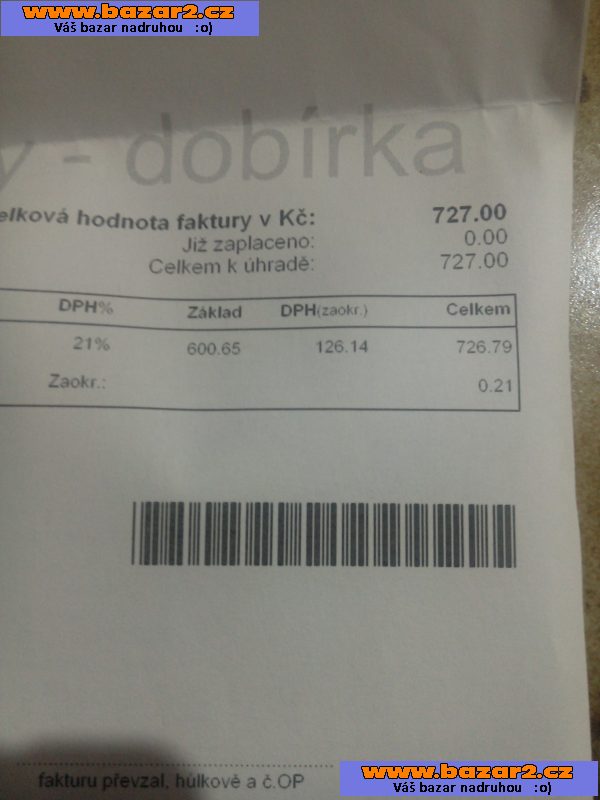 www.bazar2.cz
Váš bazar nadruhou :o)
y - dobírka
elková hodnota faktury v Kč: 727.00
Již zaplaceno: 0.00
Celkem k úhradě: 727.00
DPH% Základ DPH(zaokr.) Celkem
21% 600.65 126.14 726.79
Zaokr.: 0.21
fakturu převzal, hůlkově a č.OP
www.bazar2.cz
Váš bazar nadruhou :o)